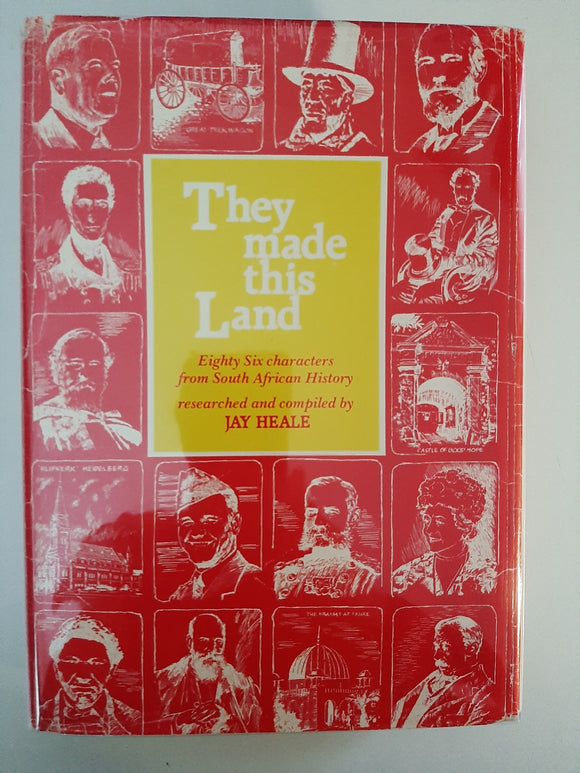 GREAT TREK WAGON
They
made
this
Land
Eighty Six characters
from South African History
researched and compiled by
JAY HEALE
CASTLE OF GOOD HOPE
KLIPKERK HEIDELBERG